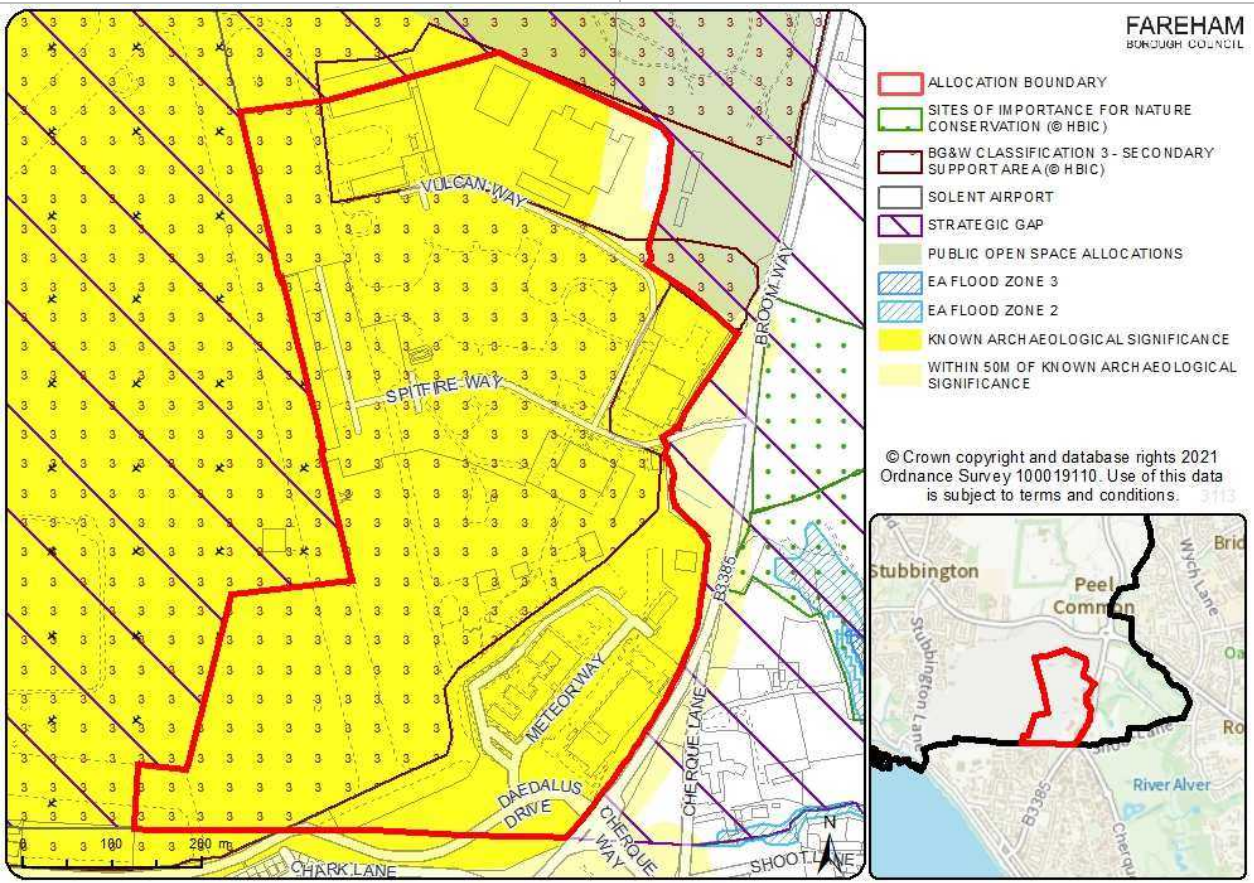 FAREHAM
BOROUGH COUNCIL
ALLOCATION BOUNDARY
SITES OF IMPORTANCE FOR NATURE
CONSERVATION (© HBIC)
BG&W CLASSIFICATION 3 - SECONDARY
SUPPORT AREA (© HBIC)
SOLENT AIRPORT
STRATEGIC GAP
PUBLIC OPEN SPACE ALLOCATIONS
EA FLOOD ZONE 3
EA FLOOD ZONE 2
KNOWN ARCHAEOLOGICAL SIGNIFICANCE
WITHIN 50M OF KNOWN ARCHAEOLOGICAL
SIGNIFICANCE
© Crown copyright and database rights 2021
Ordnance Survey 100019110. Use of this data
is subject to terms and conditions. 3113
VULCAN WAY
BROOM WAY
SPITFIRE WAY
B3385
METEOR WAY
CHERQUE LANE
DAEDALUS
DRIVE
CHERQUE
WAY
CHARK LANE
SHOOT LANE
N
0 100 200 m
Stubbington
Peel
Common
Wych Lane
Brid
Stubbington Lane
Ro
River Alver
B3385
Cherque